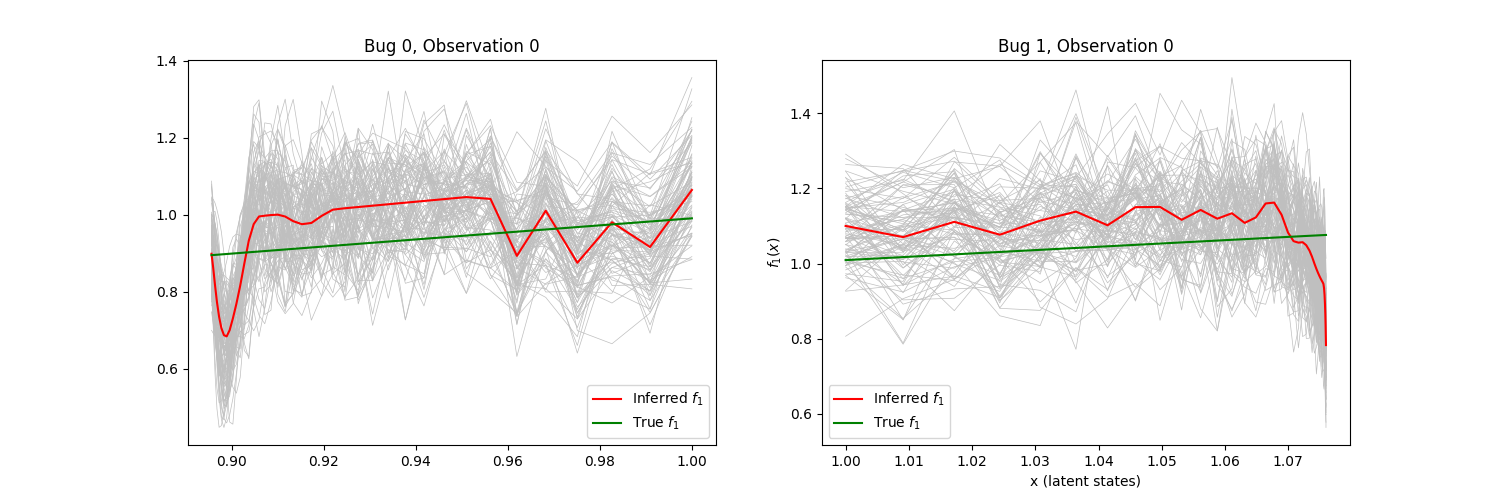 Bug 0, Observation 0
1.4
1.2
1.0
0.8
0.6
0.90 0.92 0.94 0.96 0.98 1.00
Inferred f₁
True f₁
Bug 1, Observation 0
1.4
1.2
1.0
0.8
0.6
f₁(x)
1.00 1.01 1.02 1.03 1.04 1.05 1.06 1.07
x (latent states)
Inferred f₁
True f₁